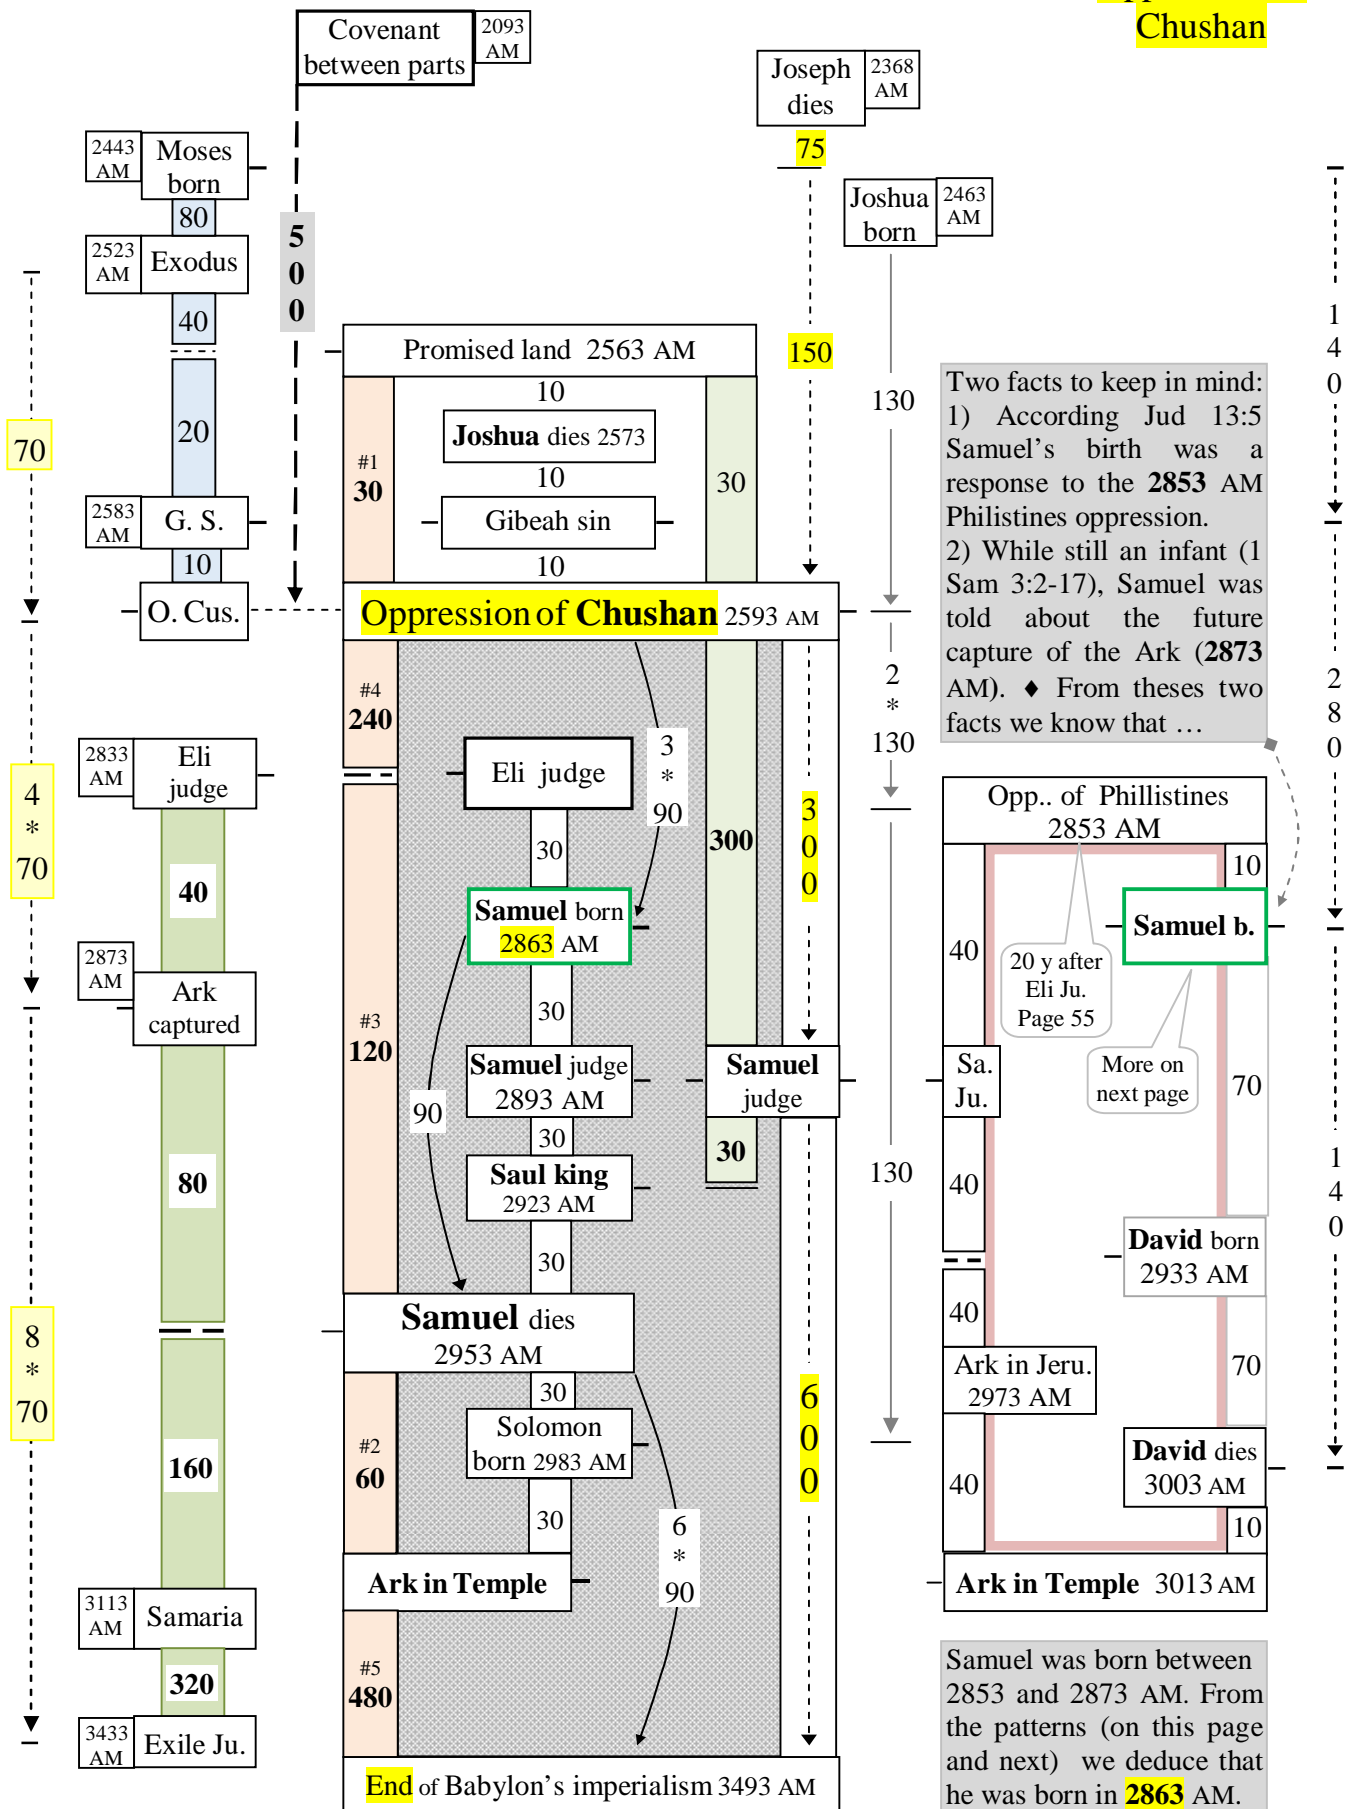 Chushan
Covenant
between parts
2093
AM
Joseph
dies
2368
AM
75
2443
AM
Moses
born
80
2523
AM
Exodus
40
20
2583
AM
G. S.
10
O. Cus.
70
5
0
0
Joshua
born
2463
AM
130
150
1
4
0
Promised land 2563 AM
10
Joshua dies 2573
10
Gibeah sin
10
#1
30
30
Oppression of Chushan 2593 AM
Two facts to keep in mind:
1) According Jud 13:5
Samuel’s birth was a
response to the 2853 AM
Philistines oppression.
2) While still an infant (1
Sam 3:2-17), Samuel was
told about the future
capture of the Ark (2873
AM). ♦ From theses two
facts we know that …
2
*
130
2
8
0
#4
240
2833
AM
Eli
judge
4
*
70
40
2873
AM
Ark
captured
80
8
*
70
160
3113
AM
Samaria
320
3433
AM
Exile Ju.
Eli judge
3
*
90
30
300
3
0
0
Samuel born
2863 AM
30
#3
120
90
Samuel judge
2893 AM
Samuel
judge
30
30
Saul king
2923 AM
30
Samuel dies
2953 AM
30
Solomon
born 2983 AM
#2
60
30
6
*
90
6
0
0
Ark in Temple
#5
480
End of Babylon’s imperialism 3493 AM
130
Opp.. of Phillistines
2853 AM
10
40
Samuel b.
20 y after
Eli Ju.
Page 55
More on
next page
Sa.
Ju.
70
40
David born
2933 AM
40
Ark in Jeru.
2973 AM
70
David dies
3003 AM
40
10
Ark in Temple 3013 AM
1
4
0
Samuel was born between
2853 and 2873 AM. From
the patterns (on this page
and next) we deduce that
he was born in 2863 AM.